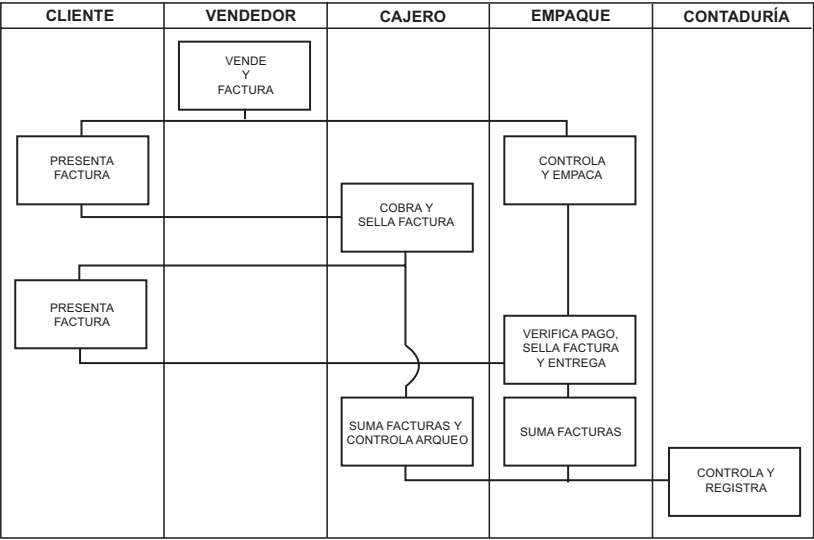 CLIENTE
VENDEDOR
CAJERO
EMPAQUE
CONTADURÍA
VENDE
Y
FACTURA
PRESENTA
FACTURA
CONTROLA
Y EMPACA
COBRA Y
SELLA FACTURA
PRESENTA
FACTURA
VERIFICA PAGO,
SELLA FACTURA
Y ENTREGA
SUMA FACTURAS Y
CONTROLA ARQUEO
SUMA FACTURAS
CONTROLA Y
REGISTRA